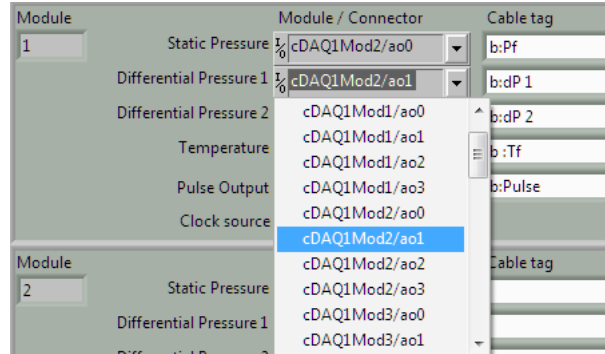 Module Module / Connector Cable tag
1 Static Pressure I/O cDAQ1Mod2/ao0 b:Pf
Differential Pressure 1 I/O cDAQ1Mod2/ao1 b:dP 1
Differential Pressure 2 cDAQ1Mod1/ao0 b:dP 2
cDAQ1Mod1/ao1
Temperature cDAQ1Mod1/ao2 b :Tf
Pulse Output cDAQ1Mod1/ao3 b:Pulse
Clock source cDAQ1Mod2/ao0
cDAQ1Mod2/ao1
Module cDAQ1Mod2/ao2 Cable tag
2 Static Pressure cDAQ1Mod2/ao3
Differential Pressure 1 cDAQ1Mod3/ao0
cDAQ1Mod3/ao1